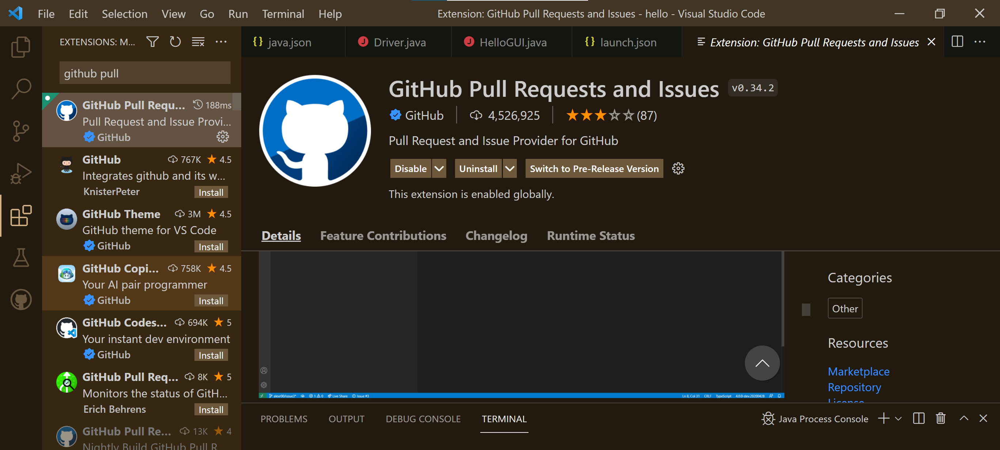 File Edit Selection View Go Run Terminal Help
Extension: GitHub Pull Requests and Issues - hello - Visual Studio Code
EXTENSIONS: M...
github pull
GitHub Pull Requ... 188ms
Pull Request and Issue Provi...
GitHub
GitHub 767K 4.5
Integrates github and its w...
KnisterPeter Install
GitHub Theme 3M 4.5
GitHub theme for VS Code
GitHub Install
GitHub Copi... 758K 4.5
Your AI pair programmer
GitHub Install
GitHub Codes... 694K 5
Your instant dev environment
GitHub Install
GitHub Pull Req... 8K 5
Monitors the status of GitH...
Erich Behrens Install
GitHub Pull Re... 13K 4
Nightly Build GitHub Pull R
{} java.json
J Driver.java
J HelloGUI.java
{} launch.json
Extension: GitHub Pull Requests and Issues
GitHub Pull Requests and Issues v0.34.2
GitHub 4,526,925 (87)
Pull Request and Issue Provider for GitHub
Disable Uninstall Switch to Pre-Release Version
This extension is enabled globally.
Details Feature Contributions Changelog Runtime Status
alexr00/issue3* 1 0 Live Share Issue #3
Ln 8, Col 31 CRLF TypeScript 4.0.0-dev.20200428
Categories
Other
Resources
Marketplace
Repository
License
PROBLEMS OUTPUT DEBUG CONSOLE TERMINAL
Java Process Console